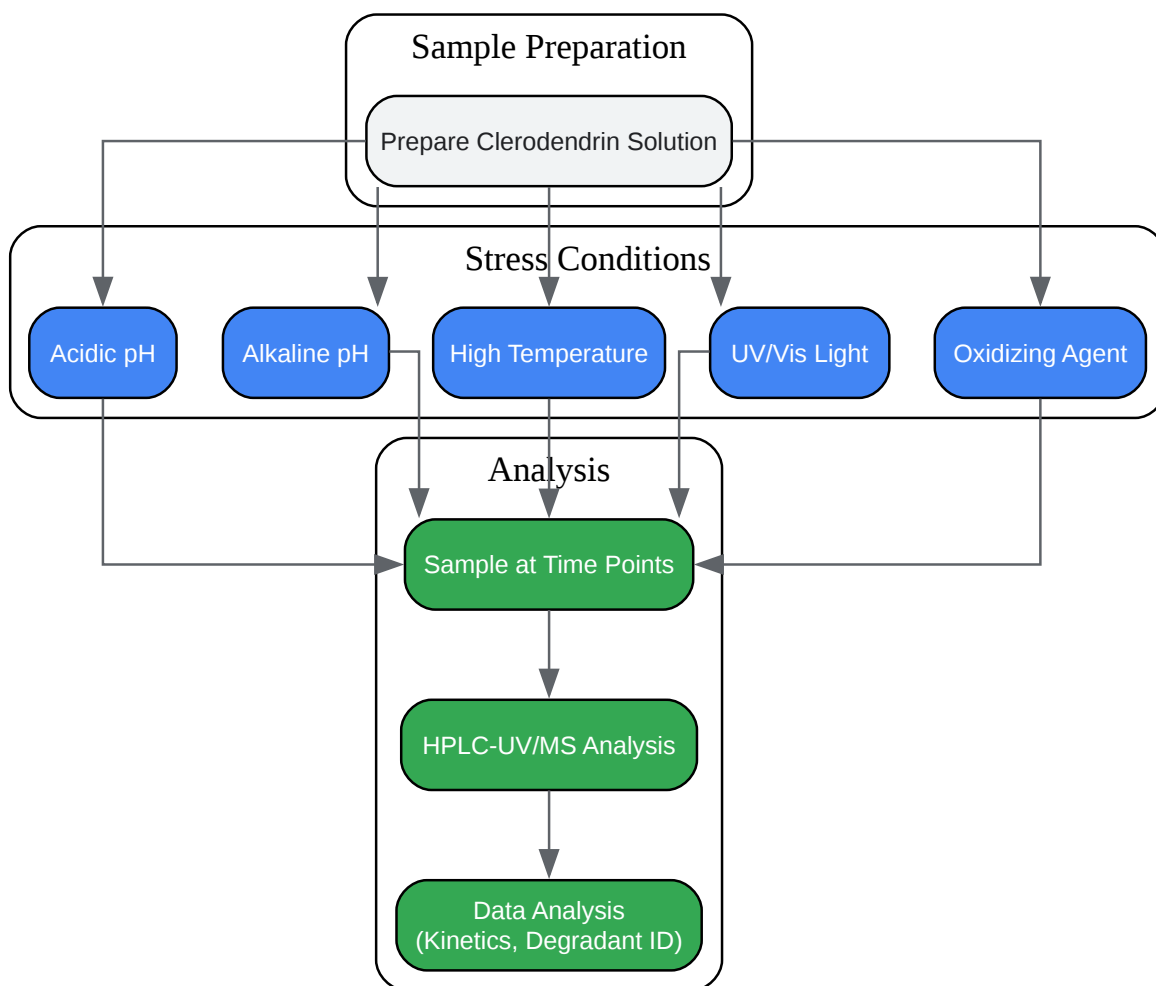 Sample Preparation
Prepare Clerodendrin Solution
Stress Conditions
Acidic pH
Alkaline pH
High Temperature
UV/Vis Light
Oxidizing Agent
Analysis
Sample at Time Points
HPLC-UV/MS Analysis
Data Analysis
(Kinetics, Degradant ID)